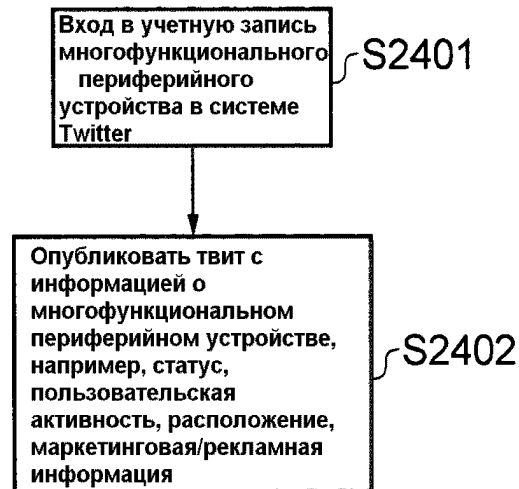 Вход в учетную запись
многофункционального
периферийного
устройства в системе
Twitter
S2401
Опубликовать твит с
информацией о
многофункциональном
периферийном устройстве,
например, статус,
пользовательская
активность, расположение,
маркетинговая/рекламная
информация
S2402